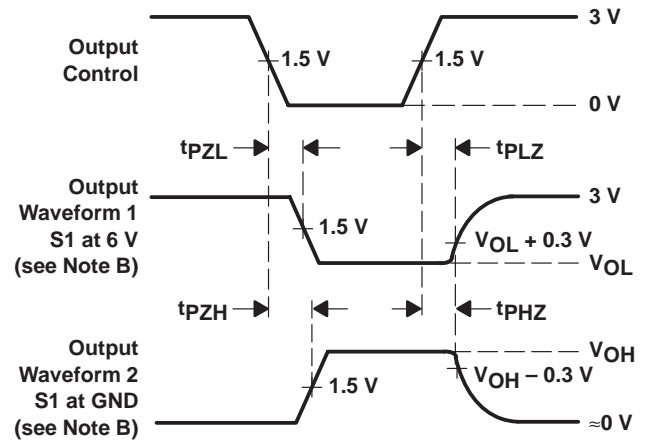 3 V
Output
Control
1.5 V
1.5 V
0 V
tPZL
tPLZ
Output
Waveform 1
S1 at 6 V
(see Note B)
3 V
1.5 V
VOL + 0.3 V
VOL
tPZH
tPHZ
Output
Waveform 2
S1 at GND
(see Note B)
VOH
VOH – 0.3 V
1.5 V
≈0 V